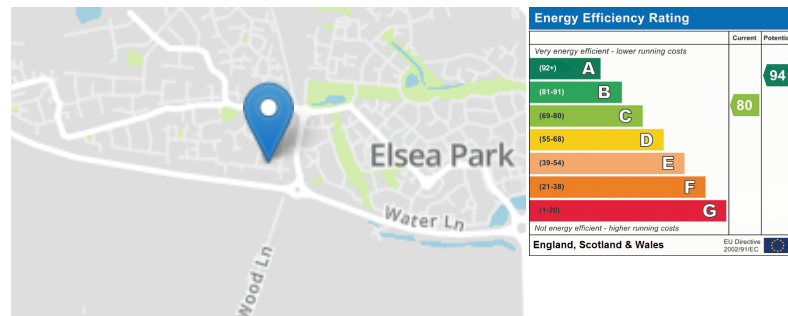 Elsea Park
Water Ln
Wood Ln
Energy Efficiency Rating
Current Potentia
Very energy efficient - lower running costs
(92+) A
(81-91) B
(69-80) C
(55-68) D
(39-54) E
(21-38) F
(1-20) G
80
94
Not energy efficient - higher running costs
England, Scotland & Wales
EU Directive
2002/91/EC